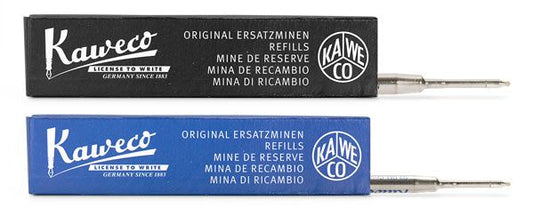 Kaweco
LICENSE TO WRITE
GERMANY SINCE 1883
ORIGINAL ERSATZMINEN
REFILLS
MINE DE RESERVE
MINA DE RECAMBIO
MINA DI RICAMBIO
KA WE
CO
Kaweco
LICENSE TO WRITE
GERMANY SINCE 1883
ORIGINAL ERSATZMINEN
REFILLS
MINE DE RESERVE
MINA DE RECAMBIO
MINA DI RICAMBIO
KA WE
CO